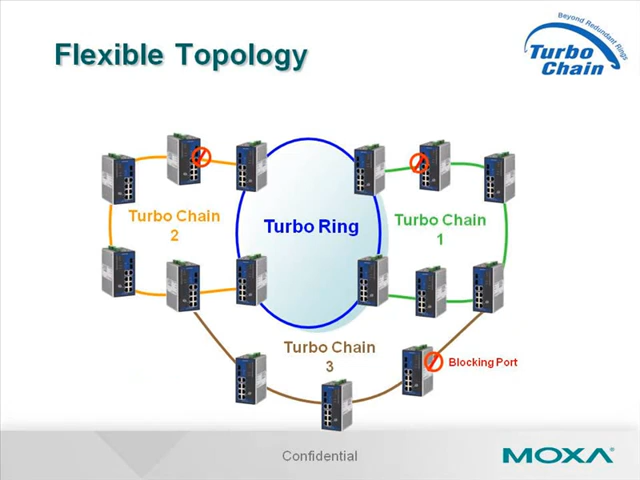 Flexible Topology
Beyond Redundant Rings
Turbo
Chain
Turbo Chain
2
Turbo Ring
Turbo Chain
1
Turbo Chain
3
Blocking Port
Confidential
MOXA®